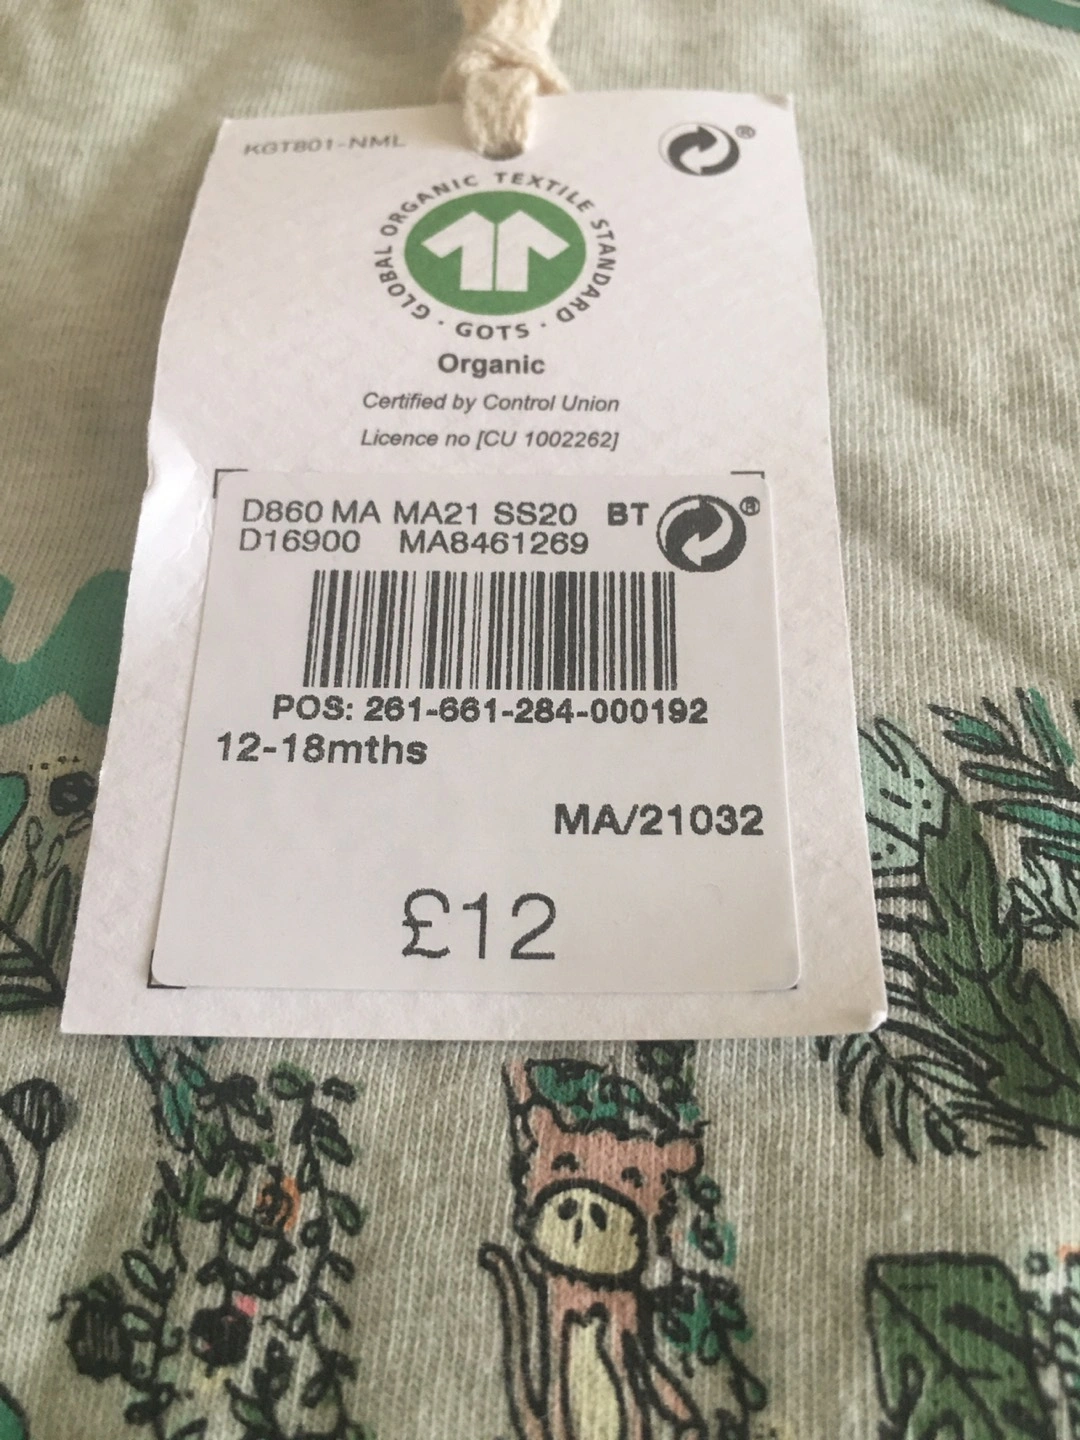 KGT801-NML
®
GLOBAL ORGANIC TEXTILE STANDARD · GOTS ·
Organic
Certified by Control Union
Licence no [CU 1002262]
D860 MA MA21 SS20 BT ®
D16900 MA8461269
POS: 261-661-284-000192
12-18mths
MA/21032
£12